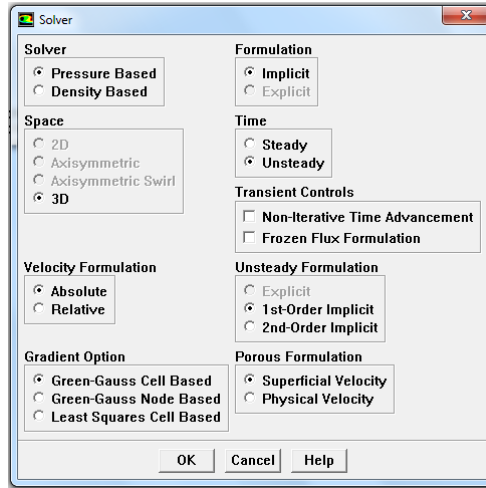 Solver
Solver
Pressure Based
Density Based
Formulation
Implicit
Explicit
Space
2D
Axisymmetric
Axisymmetric Swirl
3D
Time
Steady
Unsteady
Transient Controls
Non-Iterative Time Advancement
Frozen Flux Formulation
Velocity Formulation
Absolute
Relative
Unsteady Formulation
Explicit
1st-Order Implicit
2nd-Order Implicit
Gradient Option
Green-Gauss Cell Based
Green-Gauss Node Based
Least Squares Cell Based
Porous Formulation
Superficial Velocity
Physical Velocity
OK Cancel Help